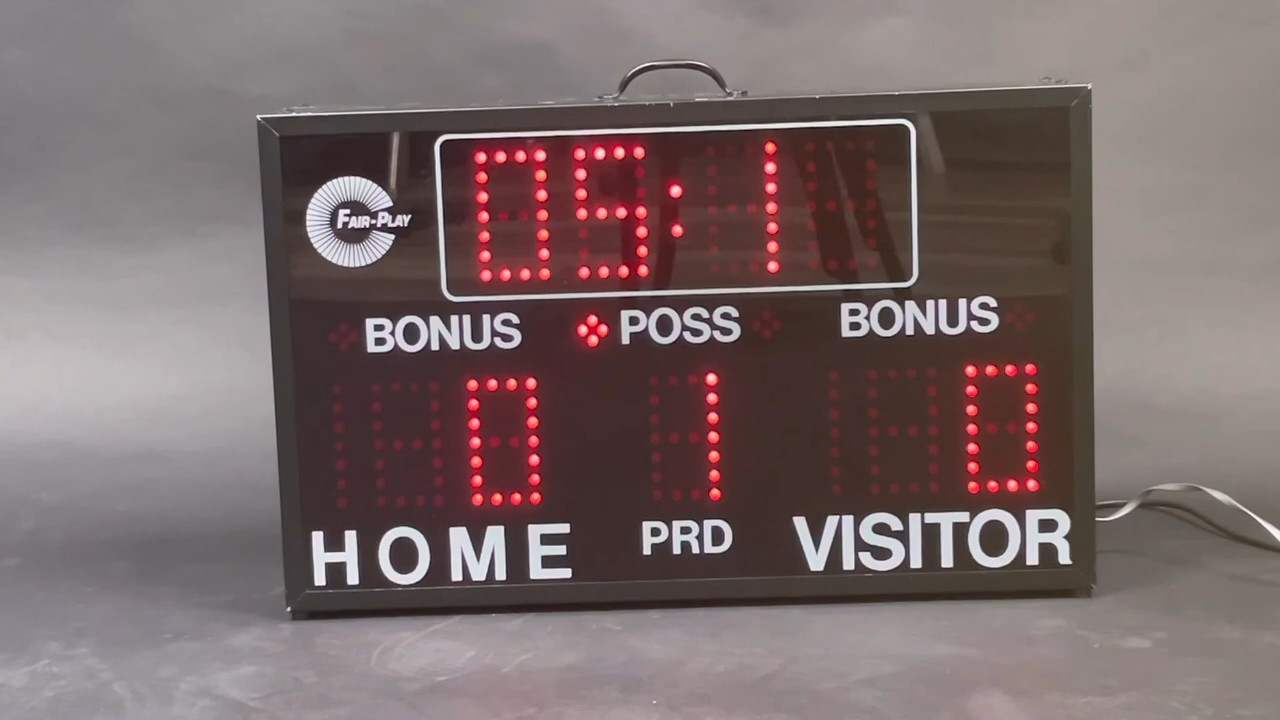 05:1
FAIR-PLAY
BONUS POSS BONUS
0 1 0
HOME PRD VISITOR